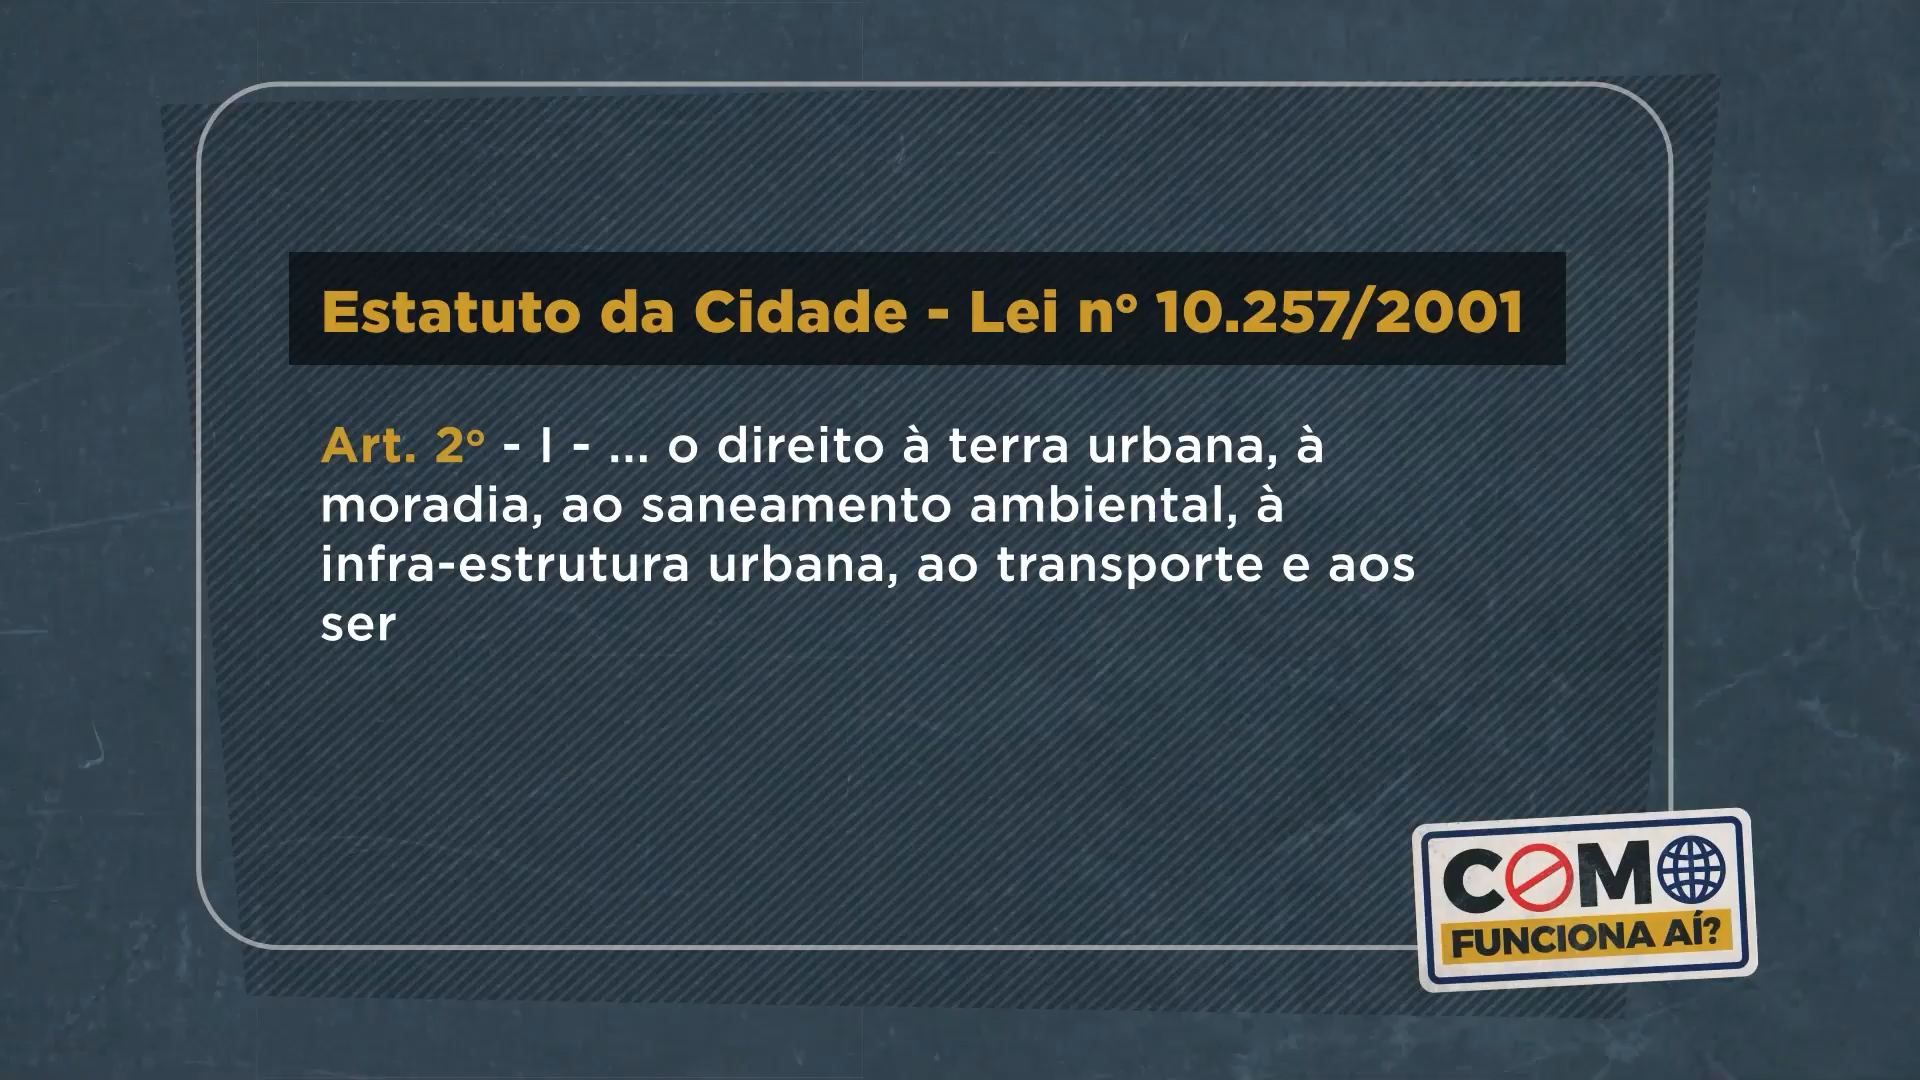 Estatuto da Cidade - Lei nº 10.257/2001
Art. 2º - I - ... o direito à terra urbana, à
moradia, ao saneamento ambiental, à
infra-estrutura urbana, ao transporte e aos
ser
COMO
FUNCIONA AÍ?